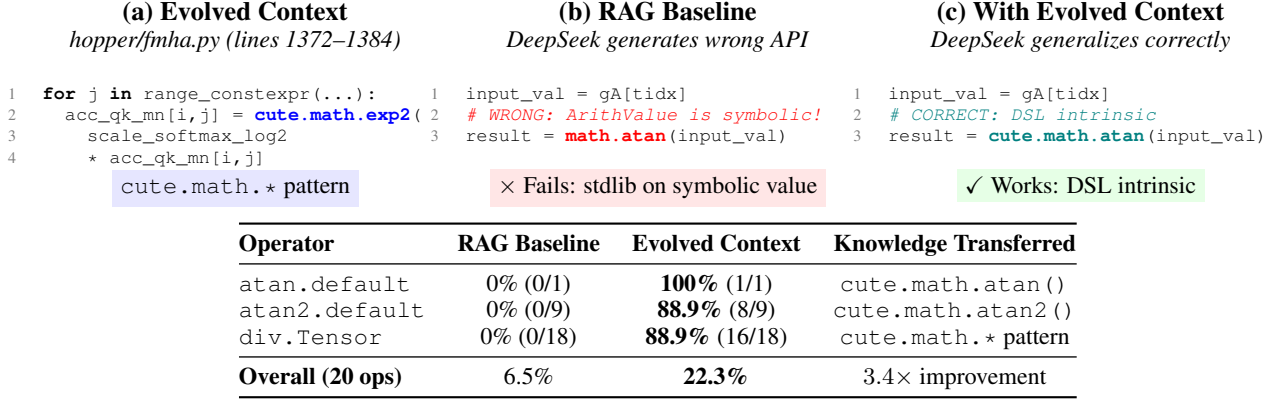 (a) Evolved Context
hopper/fmha.py (lines 1372–1384)
1 for j in range_constexpr(...):
2 acc_qk_mn[i,j] = cute.math.exp2(
3 scale_softmax_log2
4 * acc_qk_mn[i,j]
cute.math.* pattern
(b) RAG Baseline
DeepSeek generates wrong API
1 input_val = gA[tidx]
2 # WRONG: ArithValue is symbolic!
3 result = math.atan(input_val)
× Fails: stdlib on symbolic value
(c) With Evolved Context
DeepSeek generalizes correctly
1 input_val = gA[tidx]
2 # CORRECT: DSL intrinsic
3 result = cute.math.atan(input_val)
✓ Works: DSL intrinsic
Operator RAG Baseline Evolved Context Knowledge Transferred
atan.default 0% (0/1) 100% (1/1) cute.math.atan()
atan2.default 0% (0/9) 88.9% (8/9) cute.math.atan2()
div.Tensor 0% (0/18) 88.9% (16/18) cute.math.* pattern
Overall (20 ops) 6.5% 22.3% 3.4× improvement